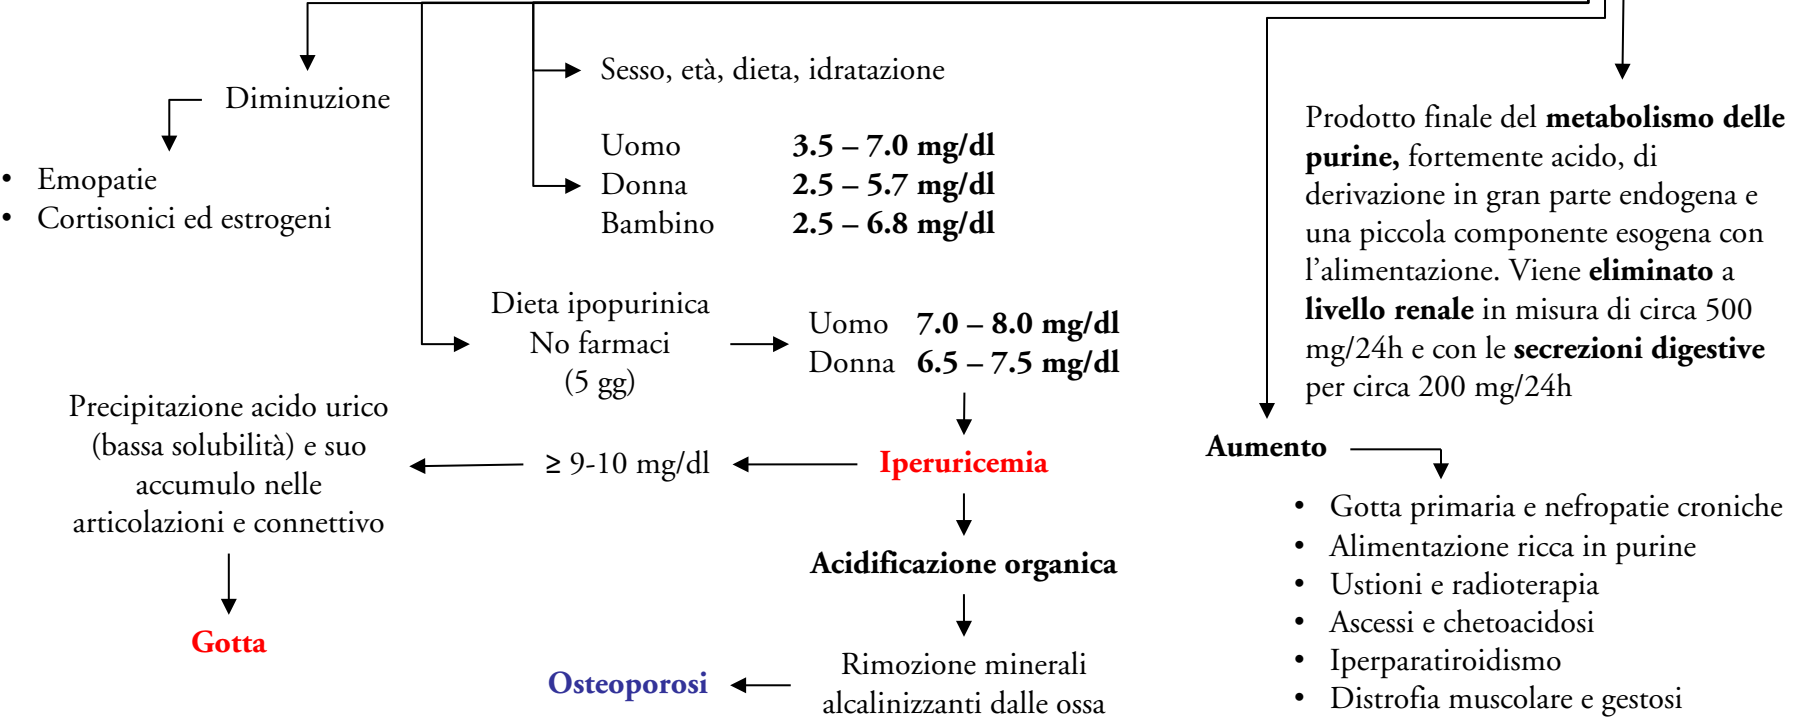 Diminuzione
• Emopatie
• Cortisonici ed estrogeni
Sesso, età, dieta, idratazione
Uomo 3.5 – 7.0 mg/dl
Donna 2.5 – 5.7 mg/dl
Bambino 2.5 – 6.8 mg/dl
Dieta ipopurinica
No farmaci
(5 gg)
Uomo 7.0 – 8.0 mg/dl
Donna 6.5 – 7.5 mg/dl
Iperuricemia
≥ 9-10 mg/dl
Precipitazione acido urico
(bassa solubilità) e suo
accumulo nelle
articolazioni e connettivo
Gotta
Acidificazione organica
Rimozione minerali
alcalinizzanti dalle ossa
Osteoporosi
Prodotto finale del metabolismo delle
purine, fortemente acido, di
derivazione in gran parte endogena e
una piccola componente esogena con
l’alimentazione. Viene eliminato a
livello renale in misura di circa 500
mg/24h e con le secrezioni digestive
per circa 200 mg/24h
Aumento
• Gotta primaria e nefropatie croniche
• Alimentazione ricca in purine
• Ustioni e radioterapia
• Ascessi e chetoacidosi
• Iperparatiroidismo
• Distrofia muscolare e gestosi